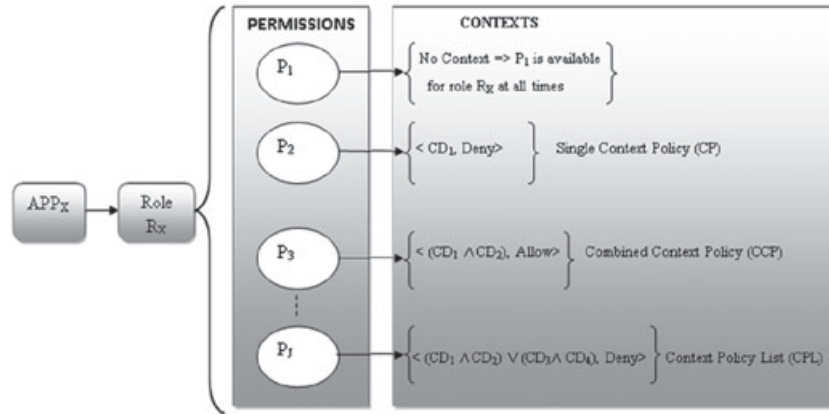 PERMISSIONS
CONTEXTS
P1
{ No Context => P1 is available
for role RX at all times }
P2
{ < CD1, Deny> } Single Context Policy (CP)
APPX
Role
RX
P3
{ < (CD1 ∧ CD2), Allow> } Combined Context Policy (CCP)
PJ
{ < (CD1 ∧ CD2) ∨ (CD3 ∧ CD4), Deny> } Context Policy List (CPL)